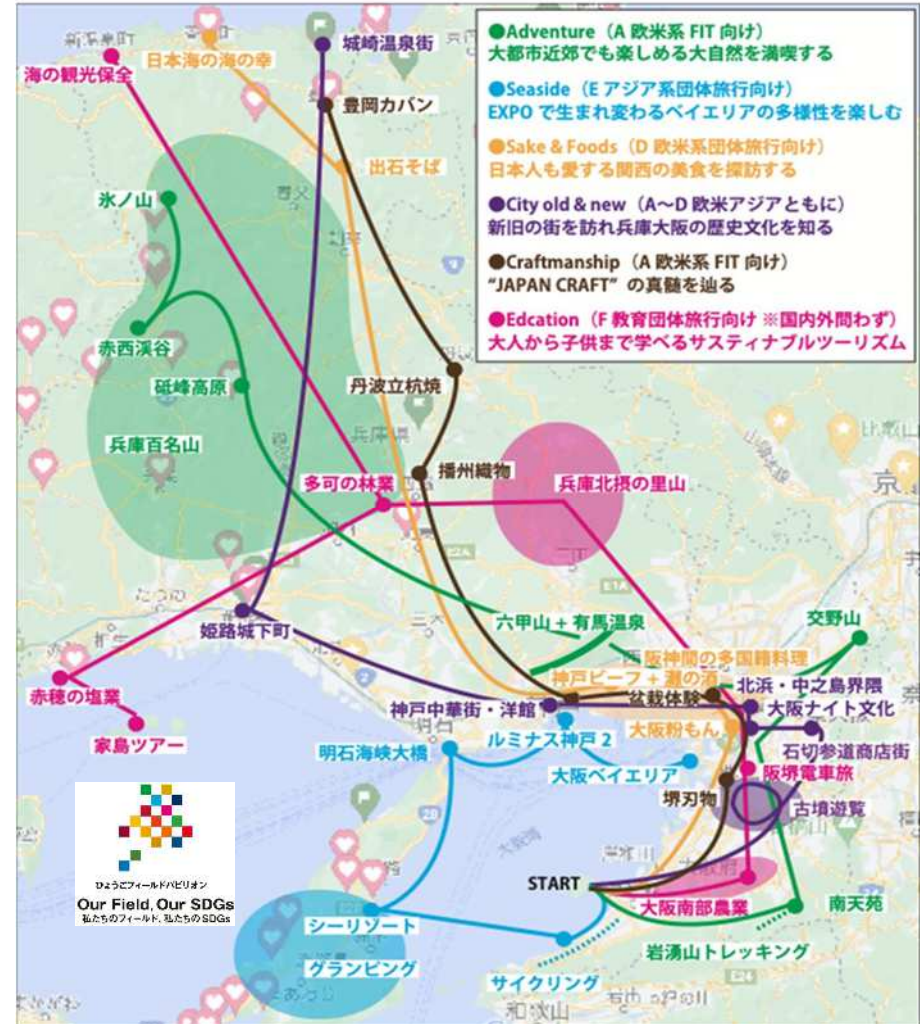 ●Adventure（A 欧米系 FIT 向け）
大都市近郊でも楽しめる大自然を満喫する
●Seaside（E アジア系団体旅行向け）
EXPO で生まれ変わるベイエリアの多様性を楽しむ
●Sake & Foods（D 欧米系団体旅行向け）
日本人も愛する関西の美食を探訪する
●City old & new（A～D 欧米アジアともに）
新旧の街を訪れ兵庫大阪の歴史文化を知る
●Craftmanship（A 欧米系 FIT 向け）
“JAPAN CRAFT” の真髄を辿る
●Edcation（F 教育団体旅行向け ※国内外問わず）
大人から子供まで学べるサスティナブルツーリズム
城崎温泉街
日本海の海の幸
海の観光保全
豊岡カバン
出石そば
氷ノ山
赤西渓谷
砥峰高原
丹波立杭焼
兵庫百名山
兵庫県
播州織物
多可の林業
兵庫北摂の里山
京
E2A
E1A
たつの
姫路城下町
六甲山＋有馬温泉
交野山
阪神間の多国籍料理
神戸ビーフ＋灘の酒
赤穂の塩業
盆栽体験
北浜・中之島界隈
神戸中華街・洋館
大阪ナイト文化
家島ツアー
ルミナス神戸 2
大阪粉もん
石切参道商店街
明石海峡大橋
大阪ベイエリア
阪堺電車旅
堺刃物
古墳遊覧
28
大阪湾
START
大阪南部農業
南天苑
ひょうごフィールドパビリオン
Our Field, Our SDGs
私たちのフィールド、私たちのSDGs
シーリゾート
岩湧山トレッキング
グランピング
サイクリング
E24
和歌山